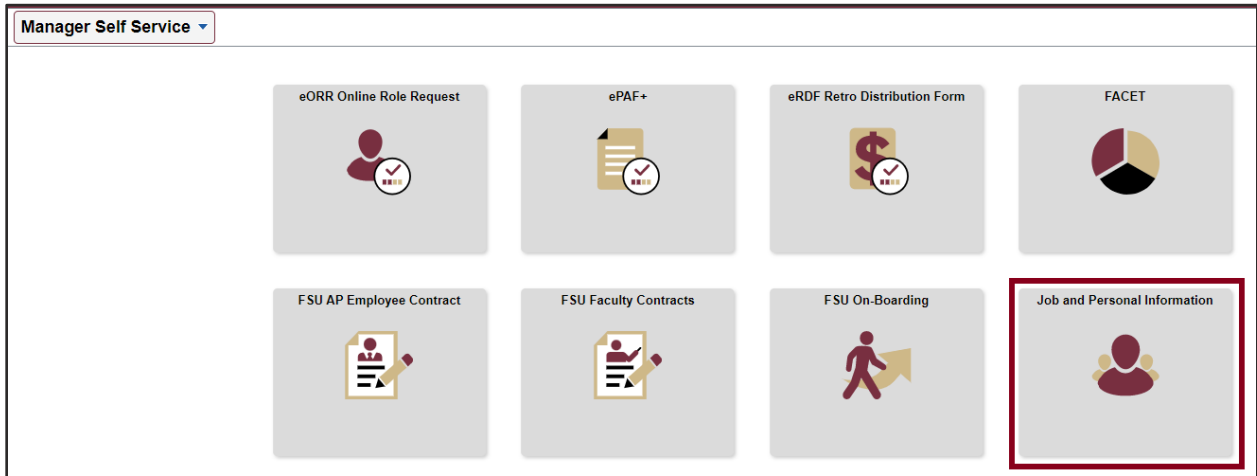 Manager Self Service
eORR Online Role Request
ePAF+
eRDF Retro Distribution Form
FACET
FSU AP Employee Contract
FSU Faculty Contracts
FSU On-Boarding
Job and Personal Information